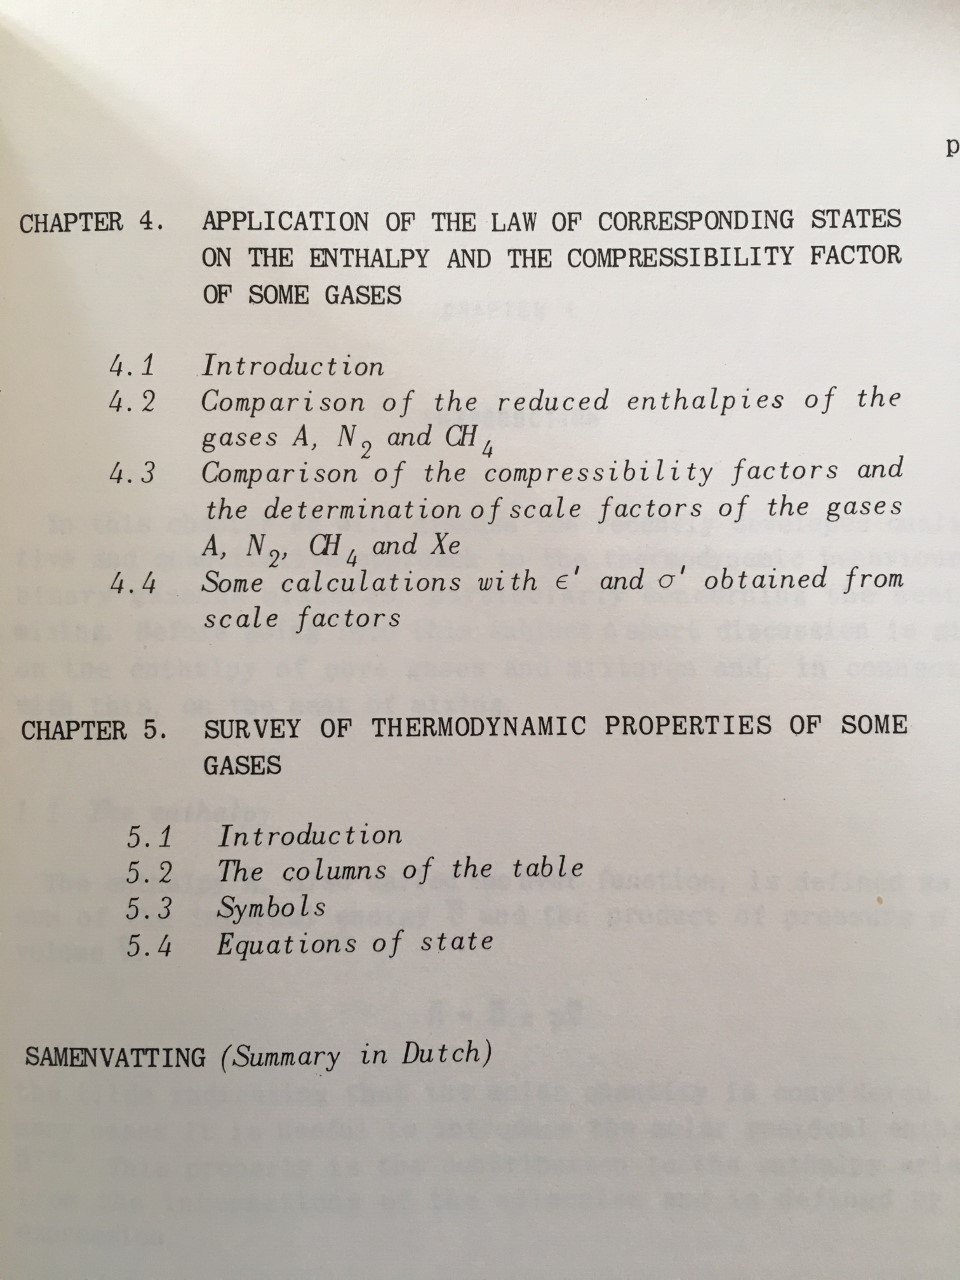 p
CHAPTER 4. APPLICATION OF THE LAW OF CORRESPONDING STATES
ON THE ENTHALPY AND THE COMPRESSIBILITY FACTOR
OF SOME GASES
4.1 Introduction
4.2 Comparison of the reduced enthalpies of the
gases A, N₂ and CH₄
4.3 Comparison of the compressibility factors and
the determination of scale factors of the gases
A, N₂, CH₄ and Xe
4.4 Some calculations with ϵ' and σ' obtained from
scale factors
CHAPTER 5. SURVEY OF THERMODYNAMIC PROPERTIES OF SOME
GASES
5.1 Introduction
5.2 The columns of the table
5.3 Symbols
5.4 Equations of state
SAMENVATTING (Summary in Dutch)